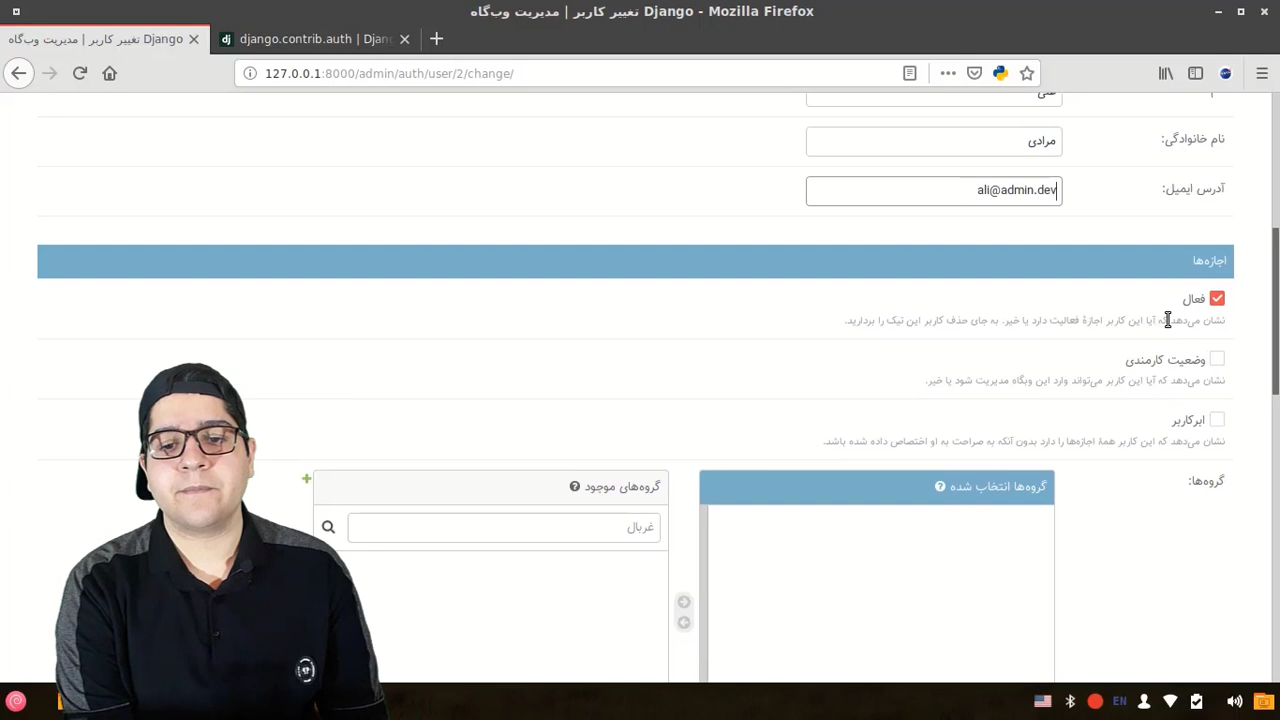 تغییر کاربر | مدیریت وب‌گاه Django - Mozilla Firefox
تغییر کاربر | مدیریت وب‌گاه Django
django.contrib.auth | Djan
127.0.0.1:8000/admin/auth/user/2/change/
نام خانوادگی:
مرادی
آدرس ایمیل:
ali@admin.dev
اجازه‌ها
فعال
نشان می‌دهد که آیا این کاربر اجازهٔ فعالیت دارد یا خیر. به جای حذف کاربر این تیک را بردارید.
وضعیت کارمندی
نشان می‌دهد که آیا این کاربر می‌تواند وارد این وبگاه مدیریت شود یا خیر.
ابرکاربر
نشان می‌دهد که این کاربر همهٔ اجازه‌ها را دارد بدون آنکه به صراحت به او اختصاص داده شده باشد.
گروه‌ها:
گروه‌ها انتخاب شده
گروه‌های موجود
غربال
EN